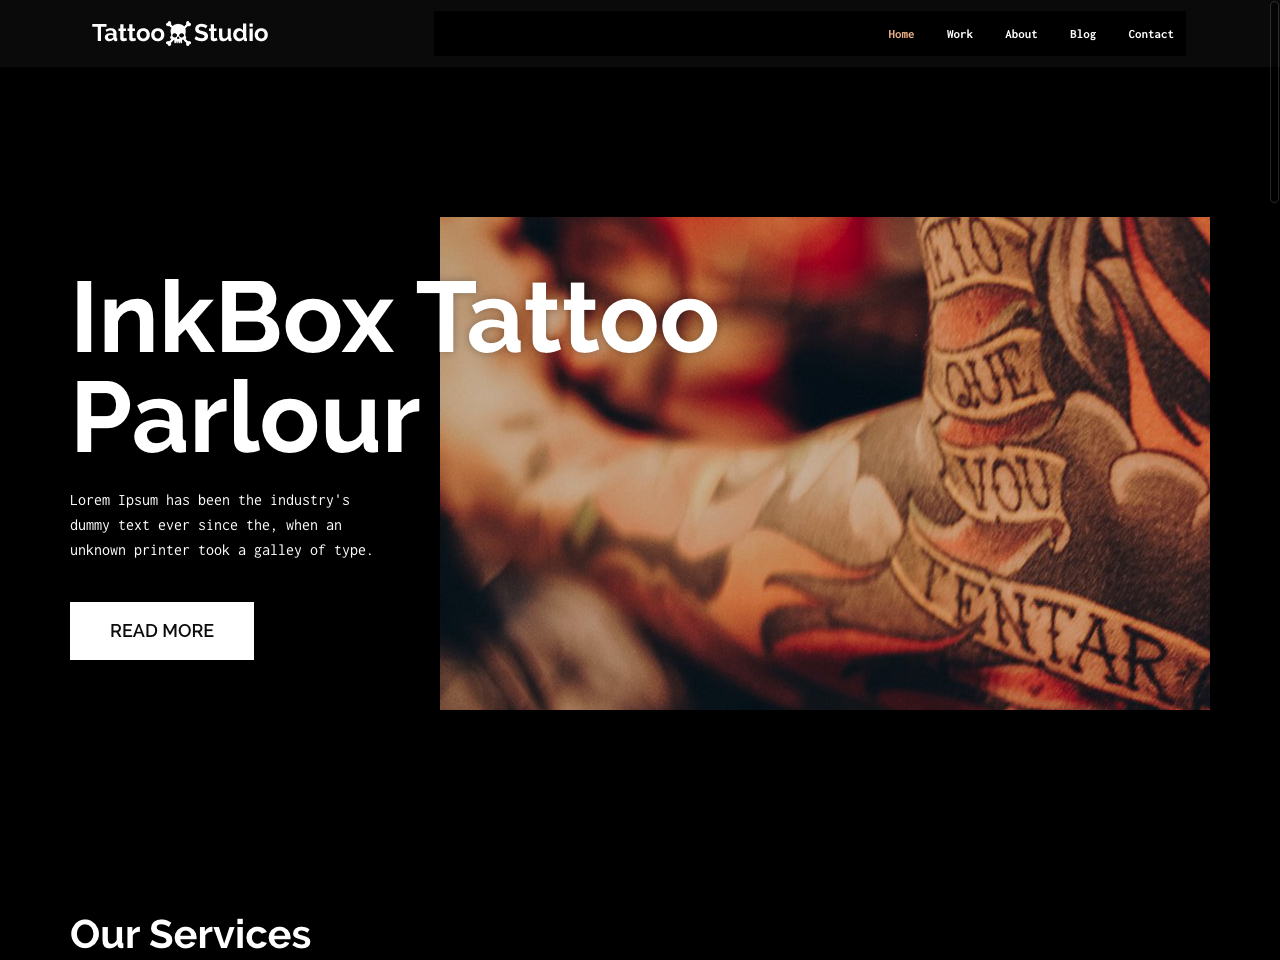 Tattoo Studio
Home Work About Blog Contact
InkBox Tattoo
Parlour
Lorem Ipsum has been the industry's
dummy text ever since the, when an
unknown printer took a galley of type.
READ MORE
ETO
QUE
VOU
TENTAR
Our Services